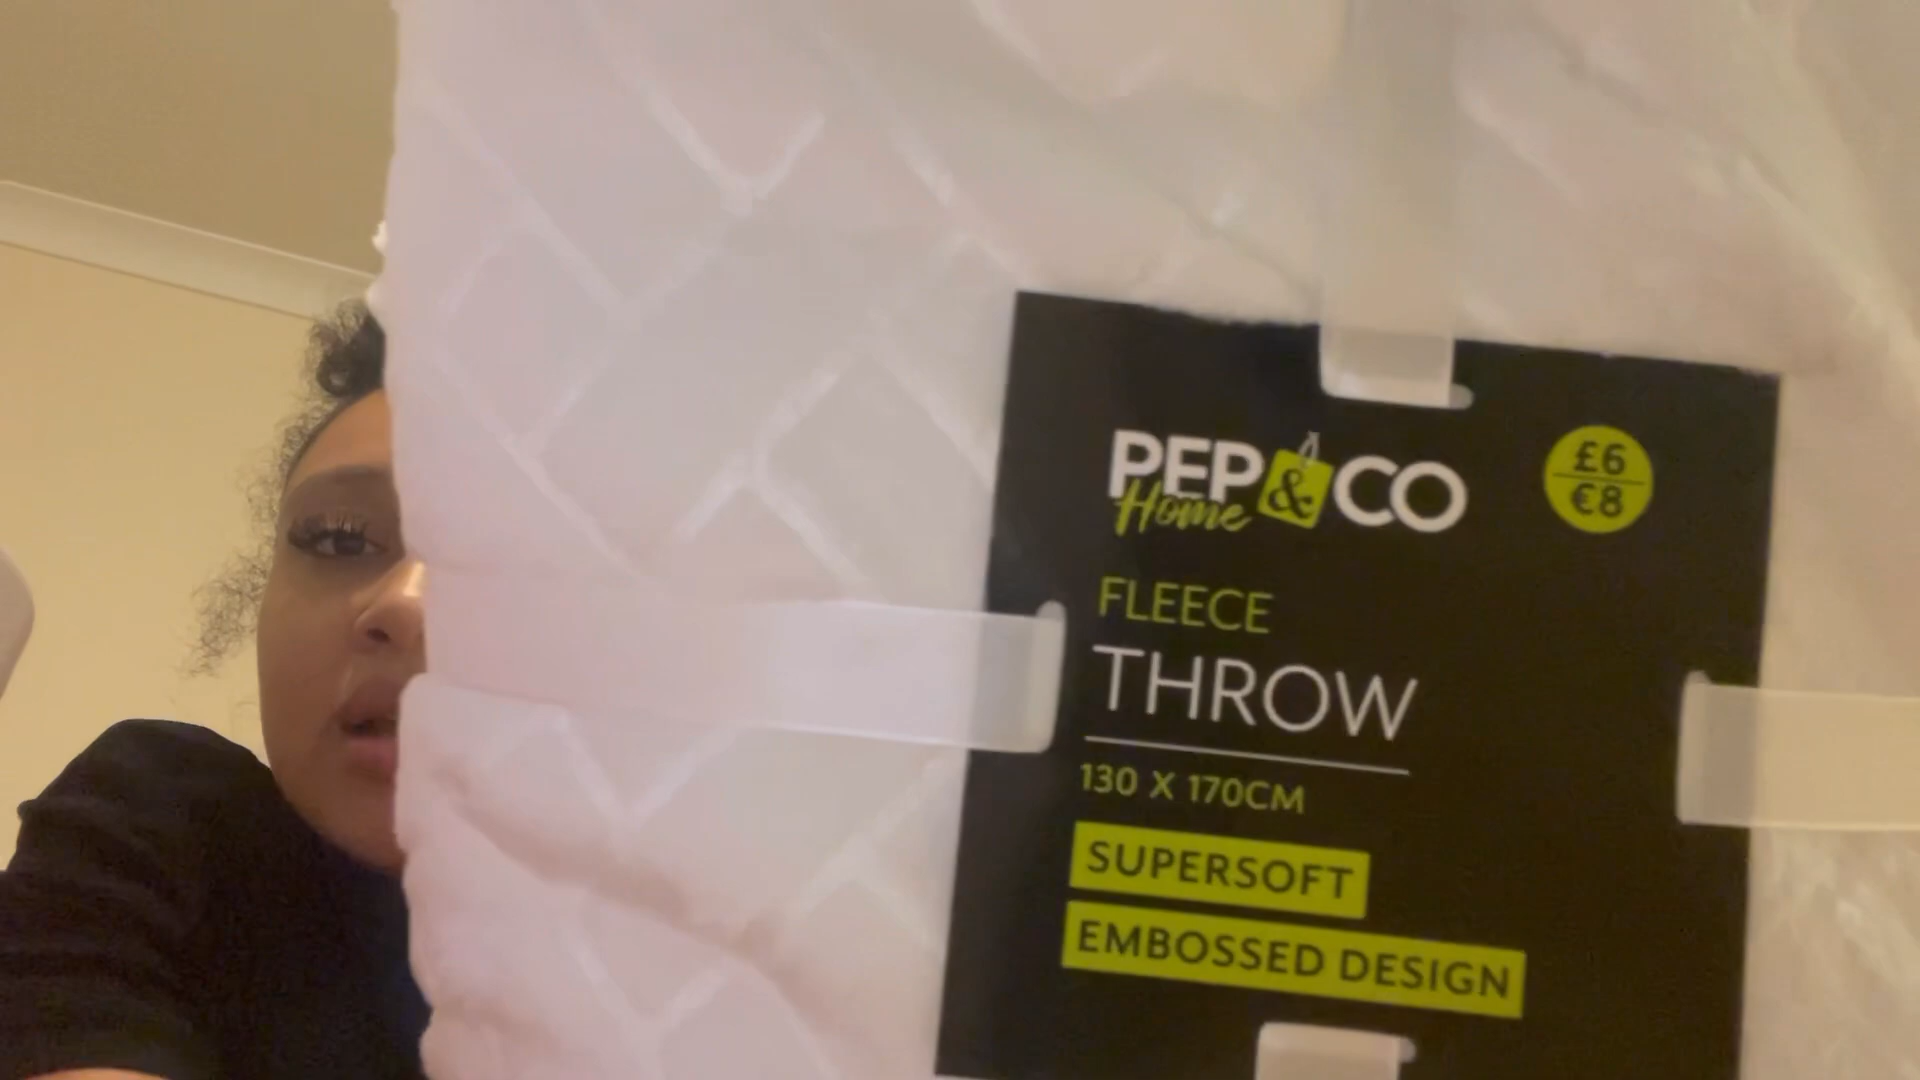 PEP & CO
Home
£6
€8
FLEECE
THROW
130 X 170CM
SUPERSOFT
EMBOSSED DESIGN